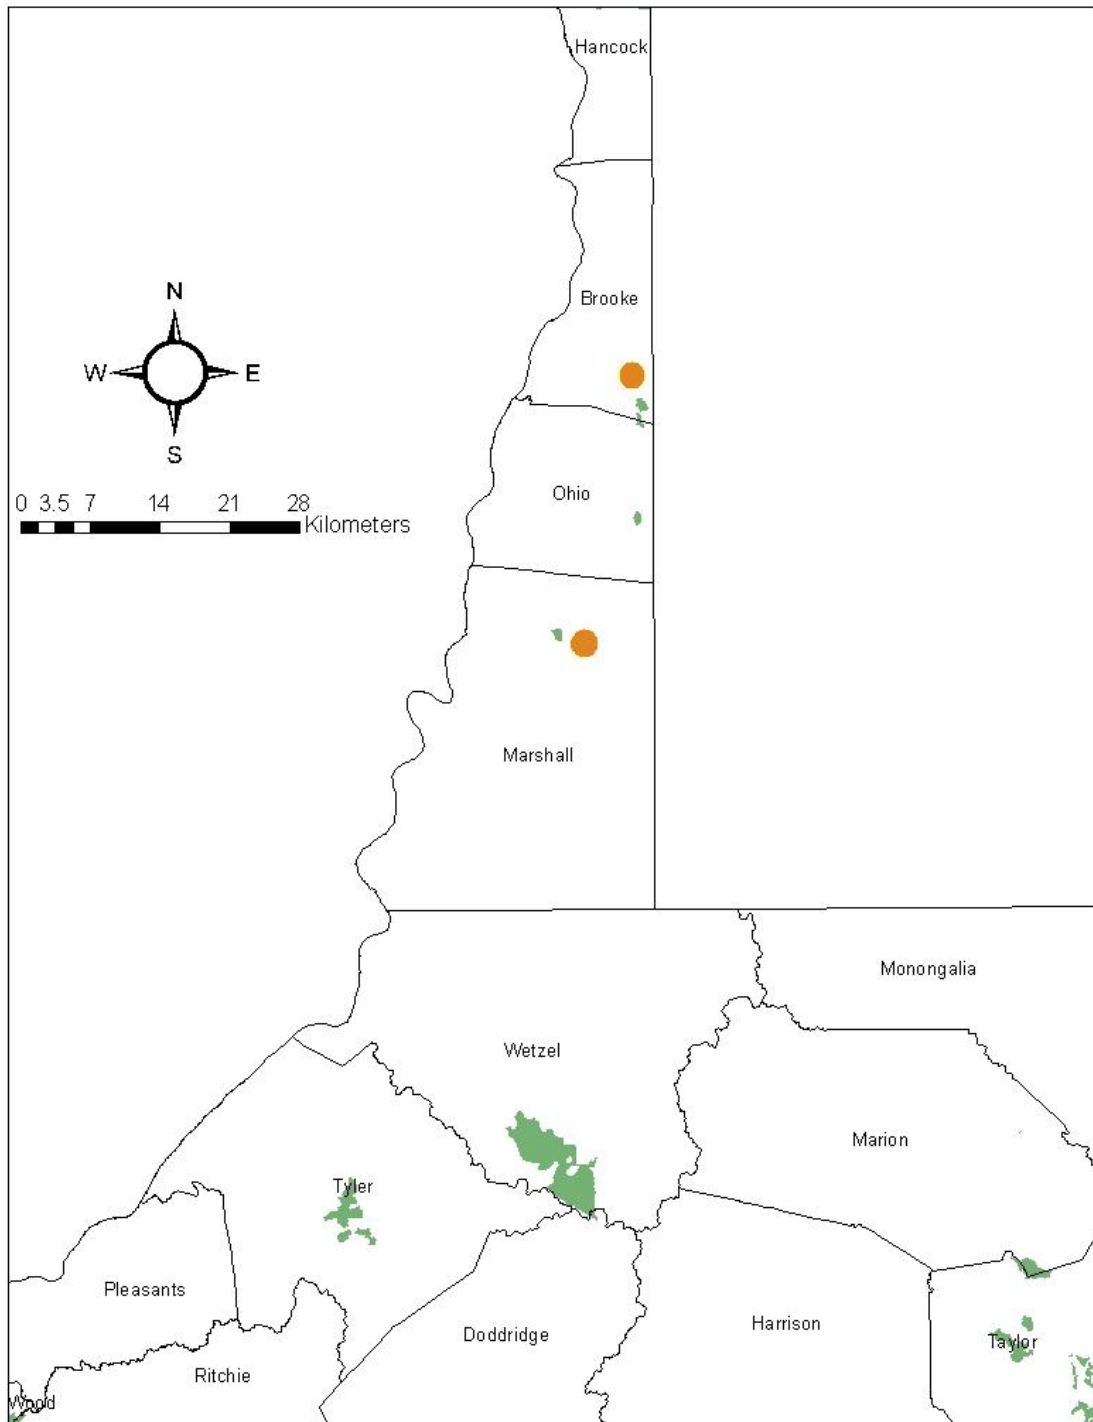 Hancock
N
Brooke
W E
S
0 3.5 7 14 21 28
Kilometers
Ohio
Marshall
Monongalia
Wetzel
Marion
Tyler
Pleasants
Harrison
Doddridge
Taylor
Ritchie
Wood